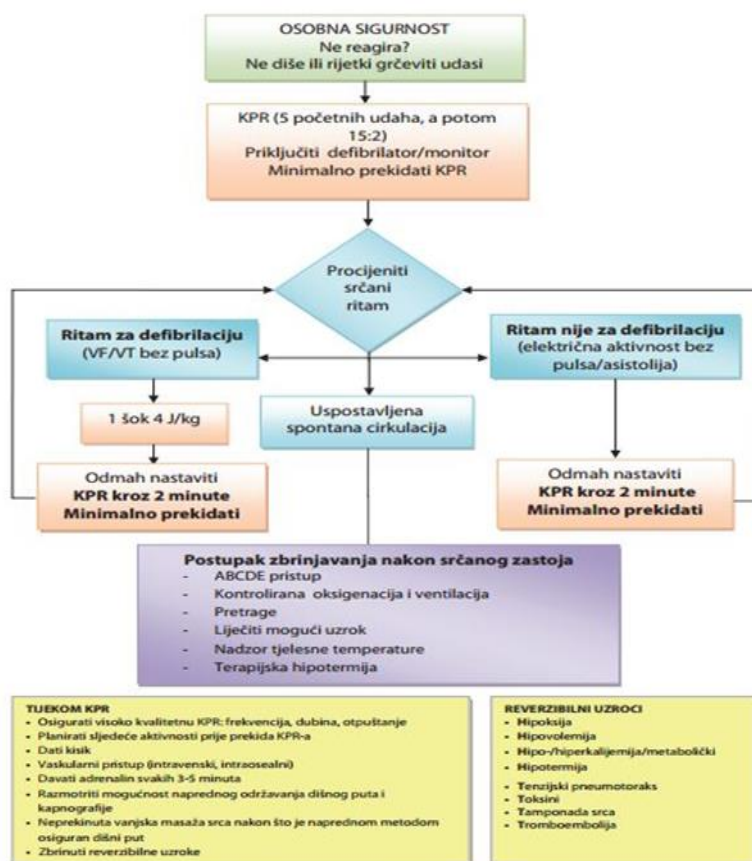 OSOBNA SIGURNOST
Ne reagira?
Ne diše ili rijetki grčeviti udasi
KPR (5 početnih udaha, a potom
15:2)
Priključiti defibrilator/monitor
Minimalno prekidati KPR
Procijeniti
srčani
ritam
Ritam za defibrilaciju
(VF/VT bez pulsa)
Ritam nije za defibrilaciju
(električna aktivnost bez
pulsa/asistolija)
1 šok 4 J/kg
Uspostavljena
spontana cirkulacija
Odmah nastaviti
KPR kroz 2 minute
Minimalno prekidati
Odmah nastaviti
KPR kroz 2 minute
Minimalno prekidati
Postupak zbrinjavanja nakon srčanog zastoja
- ABCDE pristup
- Kontrolirana oksigenacija i ventilacija
- Pretrage
- Liječiti mogući uzrok
- Nadzor tjelesne temperature
- Terapijska hipotermija
TIJEKOM KPR
• Osigurati visoko kvalitetnu KPR: frekvencija, dubina, otpuštanje
• Planirati sljedeće aktivnosti prije prekida KPR-a
• Dati kisik
• Vaskularni pristup (intravenski, intraosealni)
• Davati adrenalin svakih 3-5 minuta
• Razmotriti mogućnost naprednog održavanja dišnog puta i
kapnografije
• Neprekinuta vanjska masaža srca nakon što je naprednom metodom
osiguran dišni put
• Zbrinuti reverzibilne uzroke
REVERZIBILNI UZROCI
• Hipoksija
• Hipovolemija
• Hipo-/hiperkalijemija/metabolički
• Hipotermija
• Tenzijski pneumotoraks
• Toksini
• Tamponada srca
• Tromboembolija